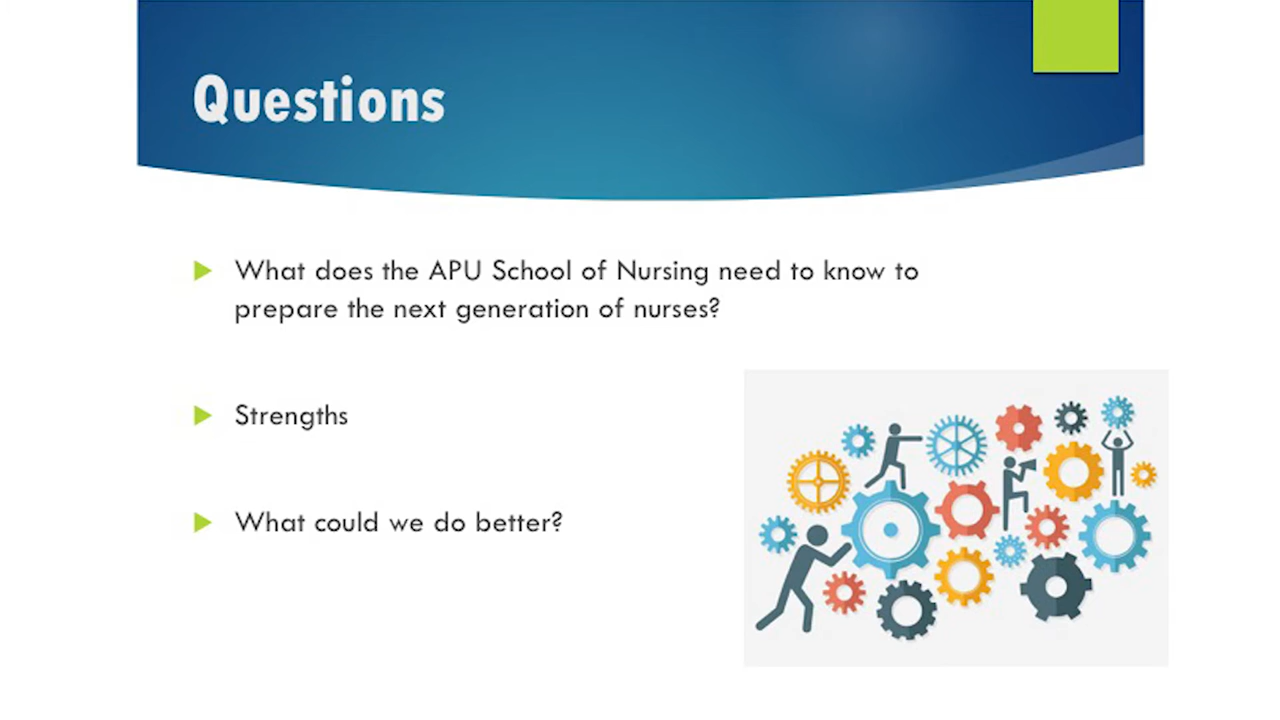 Questions
What does the APU School of Nursing need to know to
prepare the next generation of nurses?
Strengths
What could we do better?